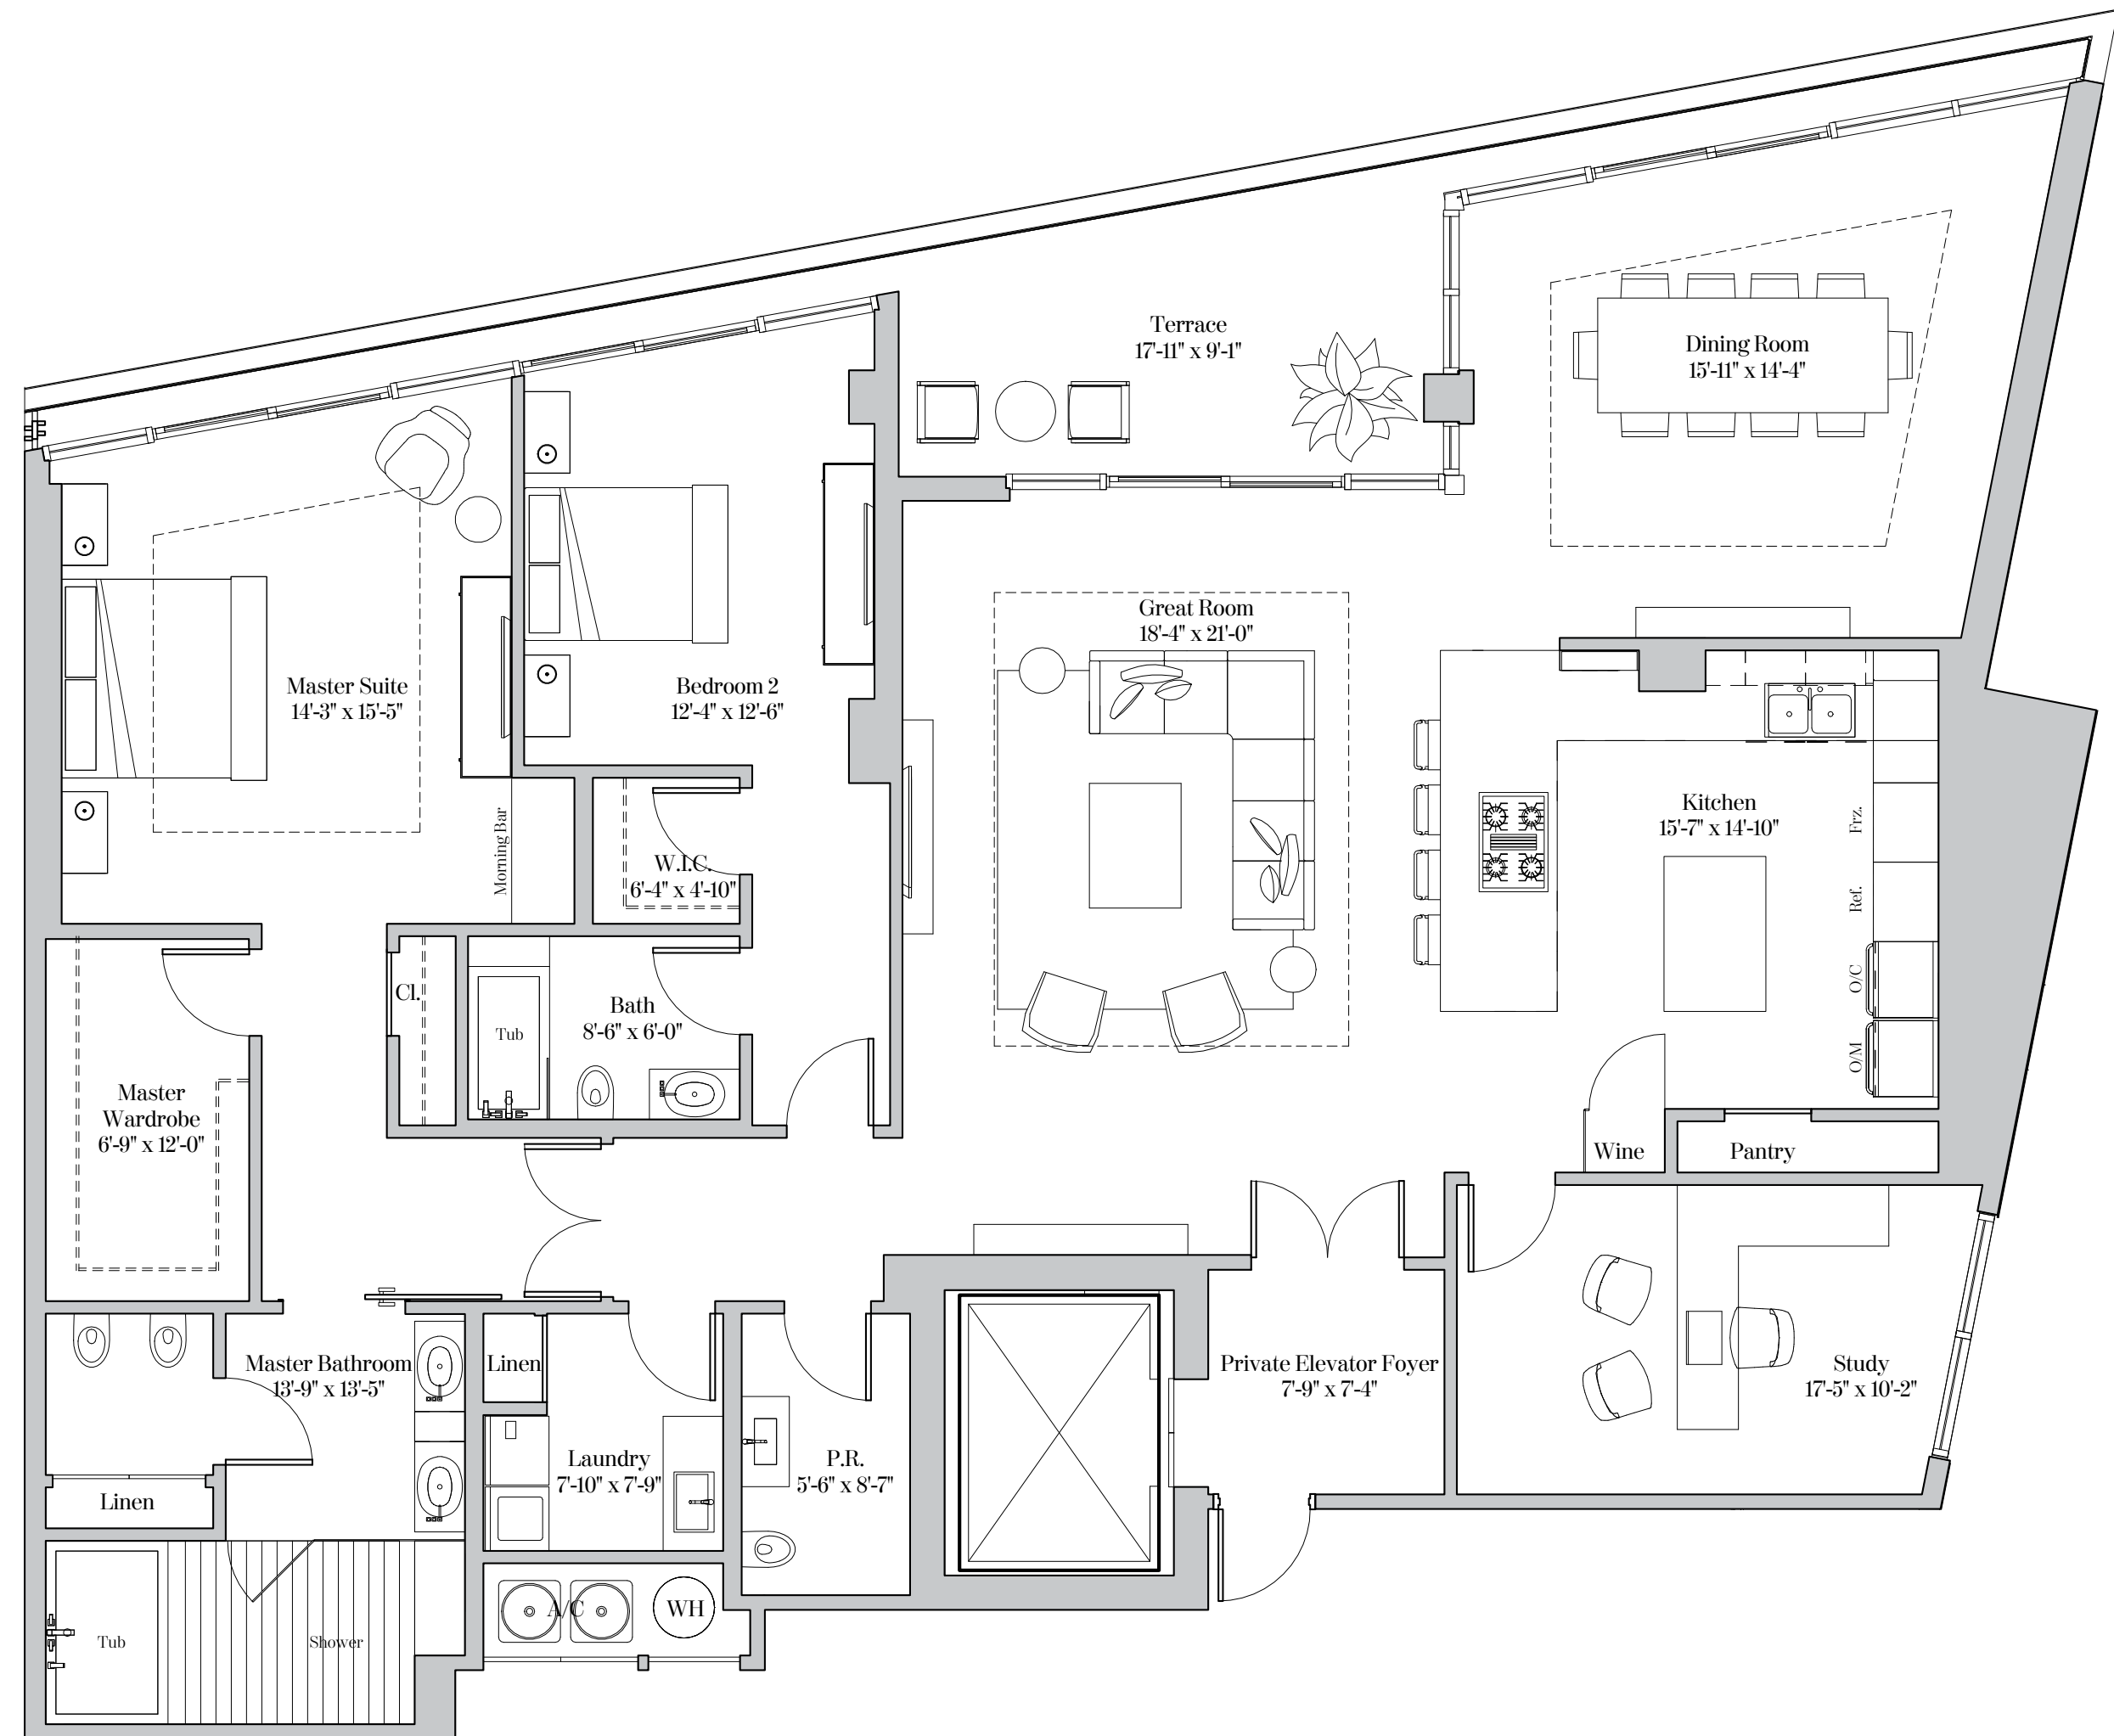 Terrace
17'-11" x 9'-1"
Dining Room
15'-11" x 14'-4"
Great Room
18'-4" x 21'-0"
Master Suite
14'-3" x 15'-5"
Bedroom 2
12'-4" x 12'-6"
Kitchen
15'-7" x 14'-10"
Morning Bar
W.I.C.
6'-4" x 4'-10"
Frz.
Ref.
O/C
O/M
Cl.
Bath
8'-6" x 6'-0"
Tub
Master
Wardrobe
6'-9" x 12'-0"
Wine
Pantry
Master Bathroom
13'-9" x 13'-5"
Linen
Private Elevator Foyer
7'-9" x 7'-4"
Study
17'-5" x 10'-2"
Laundry
7'-10" x 7'-9"
P.R.
5'-6" x 8'-7"
Linen
A/C
WH
Tub
Shower